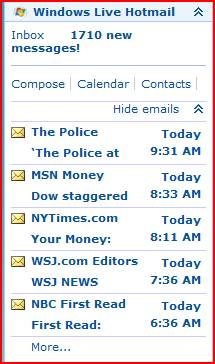 Windows Live Hotmail
Inbox 1710 new
messages!
Compose Calendar Contacts
Hide emails
The Police Today
'The Police at 9:31 AM
MSN Money Today
Dow staggered 8:33 AM
NYTimes.com Today
Your Money: 8:11 AM
WSJ.com Editors Today
WSJ NEWS 7:36 AM
NBC First Read Today
First Read: 6:36 AM
More...